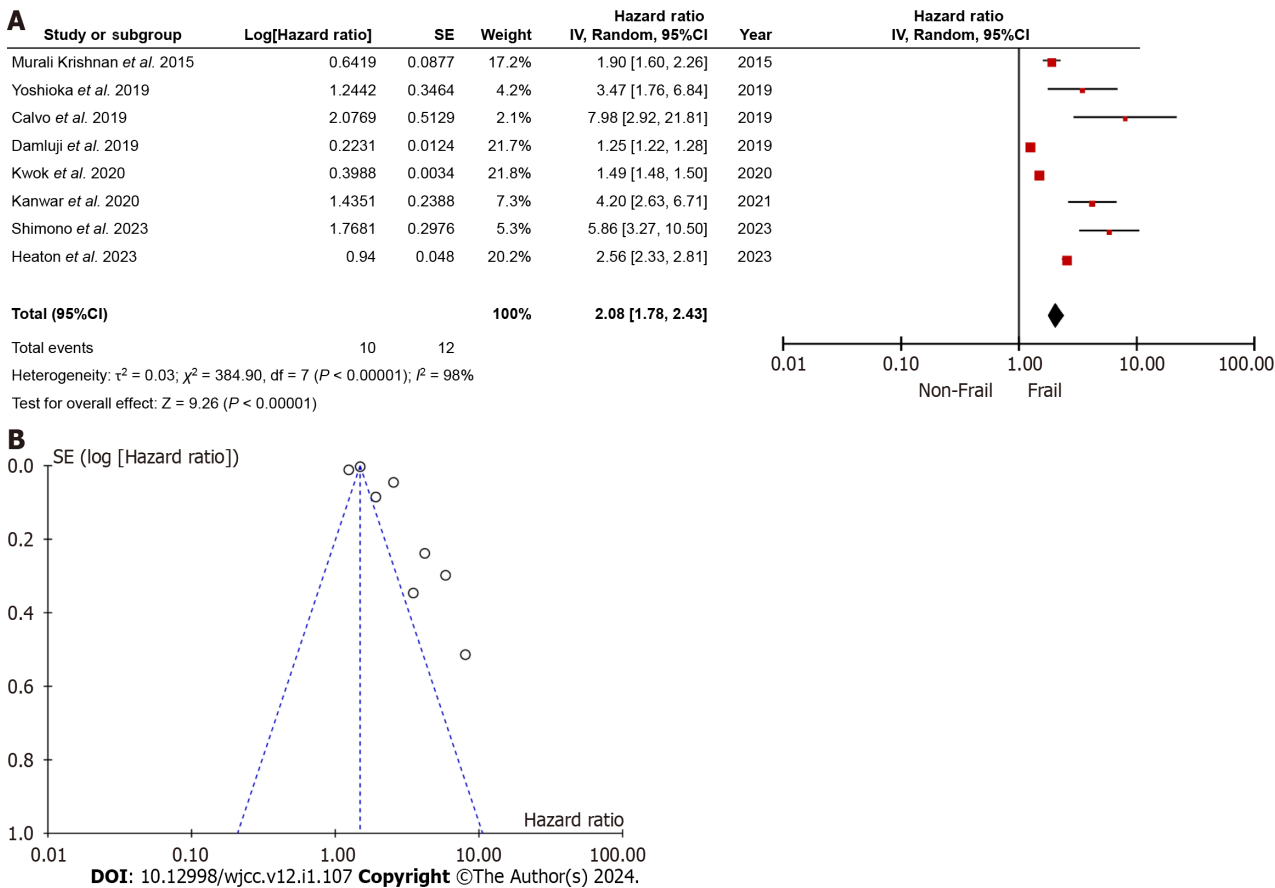 A
Hazard ratio Hazard ratio
Study or subgroup Log[Hazard ratio] SE Weight IV, Random, 95%CI Year IV, Random, 95%CI
Murali Krishnan et al. 2015 0.6419 0.0877 17.2% 1.90 [1.60, 2.26] 2015
Yoshioka et al. 2019 1.2442 0.3464 4.2% 3.47 [1.76, 6.84] 2019
Calvo et al. 2019 2.0769 0.5129 2.1% 7.98 [2.92, 21.81] 2019
Damluji et al. 2019 0.2231 0.0124 21.7% 1.25 [1.22, 1.28] 2019
Kwok et al. 2020 0.3988 0.0034 21.8% 1.49 [1.48, 1.50] 2020
Kanwar et al. 2020 1.4351 0.2388 7.3% 4.20 [2.63, 6.71] 2021
Shimono et al. 2023 1.7681 0.2976 5.3% 5.86 [3.27, 10.50] 2023
Heaton et al. 2023 0.94 0.048 20.2% 2.56 [2.33, 2.81] 2023
Total (95%CI) 100% 2.08 [1.78, 2.43]
Total events 10 12
Heterogeneity: τ² = 0.03; χ² = 384.90, df = 7 (P < 0.00001); I² = 98%
Test for overall effect: Z = 9.26 (P < 0.00001)
0.01 0.10 1.00 10.00 100.00
Non-Frail Frail
B
SE (log [Hazard ratio])
0.0
0.2
0.4
0.6
0.8
Hazard ratio
1.0
0.01 0.10 1.00 10.00 100.00
DOI: 10.12998/wjcc.v12.i1.107 Copyright ©The Author(s) 2024.